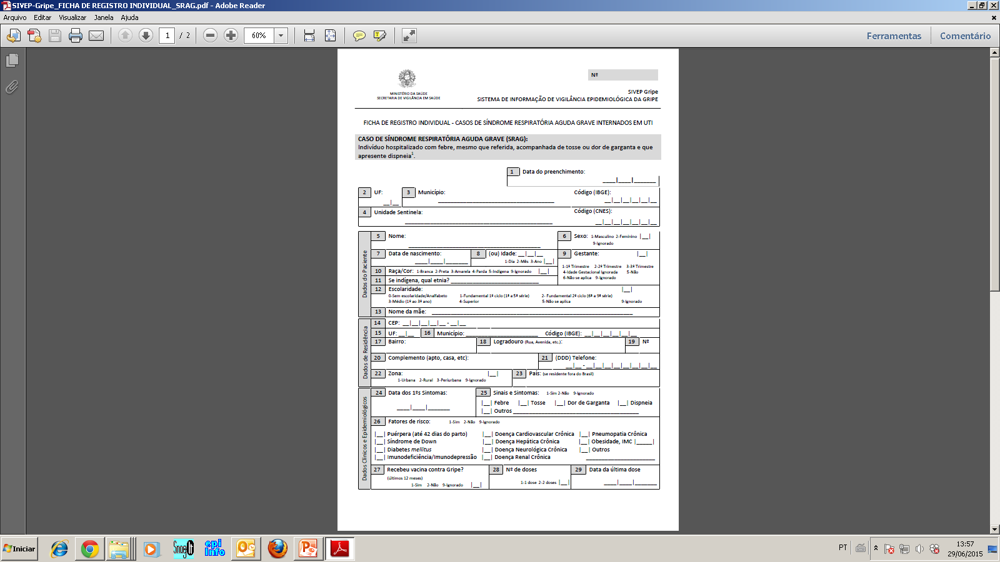 SIVEP-Gripe_FICHA DE REGISTRO INDIVIDUAL_SRAG.pdf - Adobe Reader
Arquivo Editar Visualizar Janela Ajuda
1 / 2 60% Ferramentas Comentário
Nº
MINISTÉRIO DA SAÚDE
SECRETARIA DE VIGILÂNCIA EM SAÚDE
SIVEP Gripe
SISTEMA DE INFORMAÇÃO DE VIGILÂNCIA EPIDEMIOLÓGICA DA GRIPE
FICHA DE REGISTRO INDIVIDUAL - CASOS DE SÍNDROME RESPIRATÓRIA AGUDA GRAVE INTERNADOS EM UTI
CASO DE SÍNDROME RESPIRATÓRIA AGUDA GRAVE (SRAG):
Indivíduo hospitalizado com febre, mesmo que referida, acompanhada de tosse ou dor de garganta e que
apresente dispneia¹.
1 Data do preenchimento:
2 UF: 3 Município: Código (IBGE):
4 Unidade Sentinela: Código (CNES):
Dados do Paciente
5 Nome: 6 Sexo: 1-Masculino 2-Feminino
9-Ignorado
7 Data de nascimento: 8 (ou) Idade: 9 Gestante:
1-Dia 2-Mês 3-Ano
1-1º Trimestre 2-2º Trimestre 3-3º Trimestre
4-Idade Gestacional Ignorada 5-Não
6-Não se aplica 9-Ignorado
10 Raça/Cor: 1-Branca 2-Preta 3-Amarela 4-Parda 5-Indígena 9-Ignorado
11 Se indígena, qual etnia?
12 Escolaridade:
0-Sem escolaridade/Analfabeto 1-Fundamental 1º ciclo (1ª a 5ª série) 2- Fundamental 2º ciclo (6ª a 9ª série)
3-Médio (1º ao 3º ano) 4-Superior 5-Não se aplica 9-Ignorado
13 Nome da mãe:
Dados de Residência
14 CEP:
15 UF: 16 Município: Código (IBGE):
17 Bairro: 18 Logradouro (Rua, Avenida, etc.): 19 Nº
20 Complemento (apto, casa, etc): 21 (DDD) Telefone:
22 Zona: 23 País: (se residente fora do Brasil)
1-Urbana 2-Rural 3-Periurbana 9-Ignorado
Dados Clínicos e Epidemiológicos
24 Data dos 1ºs Sintomas: 25 Sinais e Sintomas: 1-Sim 2-Não 9-Ignorado
Febre Tosse Dor de Garganta Dispneia
Outros
26 Fatores de risco: 1-Sim 2-Não 9-Ignorado
Puérpera (até 42 dias do parto) Doença Cardiovascular Crônica Pneumopatia Crônica
Síndrome de Down Doença Hepática Crônica Obesidade, IMC
Diabetes mellitus Doença Neurológica Crônica Outros
Imunodeficiência/Imunodepressão Doença Renal Crônica
27 Recebeu vacina contra Gripe? 28 Nº de doses 29 Data da última dose
(últimos 12 meses)
1-Sim 2-Não 9-Ignorado 1-1 dose 2-2 doses
Iniciar epi info PT 13:57
29/06/2015